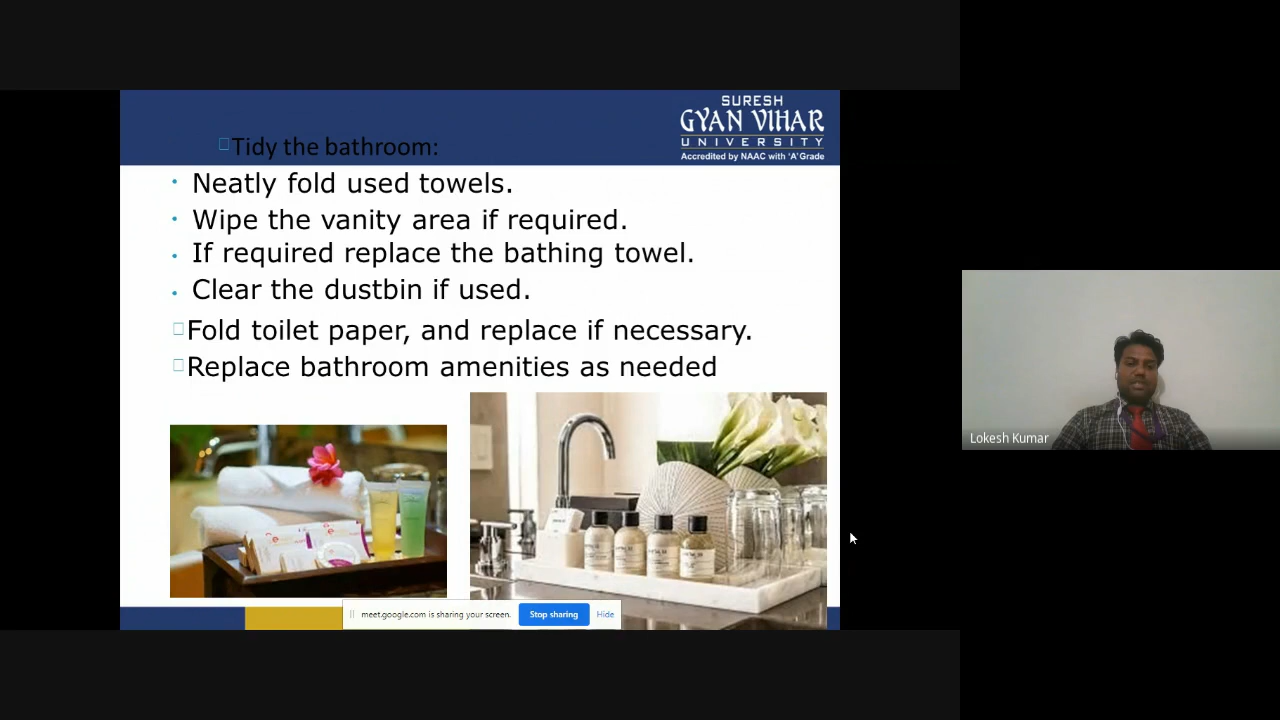 SURESH
GYAN VIHAR
UNIVERSITY
Accredited by NAAC with 'A' Grade
Tidy the bathroom:
Neatly fold used towels.
Wipe the vanity area if required.
If required replace the bathing towel.
Clear the dustbin if used.
Fold toilet paper, and replace if necessary.
Replace bathroom amenities as needed
Lokesh Kumar
meet.google.com is sharing your screen.
Stop sharing
Hide